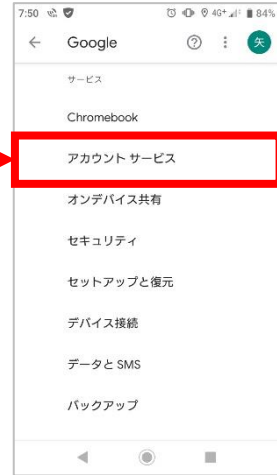 7:50 4G+ 84%
Google 矢
サービス
Chromebook
アカウント サービス
オンデバイス共有
セキュリティ
セットアップと復元
デバイス接続
データと SMS
バックアップ